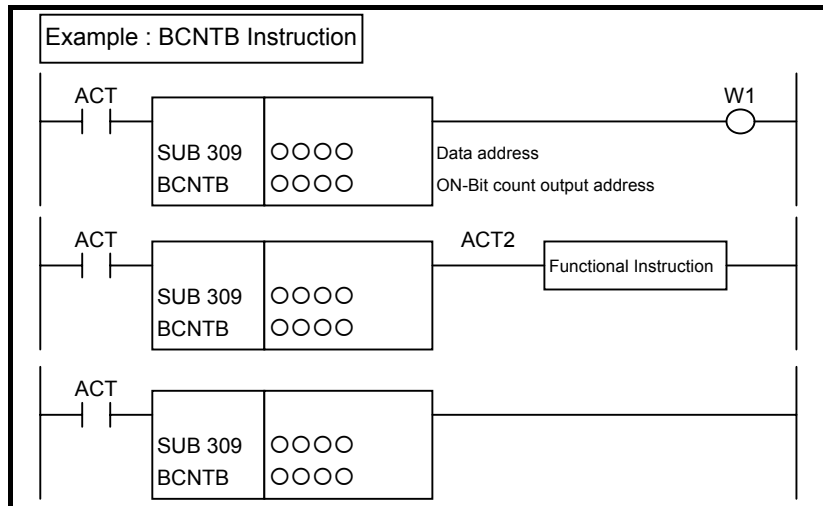 Example : BCNTB Instruction
ACT
W1
SUB 309 ○○○○ Data address
BCNTB ○○○○ ON-Bit count output address
ACT
ACT2
Functional Instruction
SUB 309 ○○○○
BCNTB ○○○○
ACT
SUB 309 ○○○○
BCNTB ○○○○